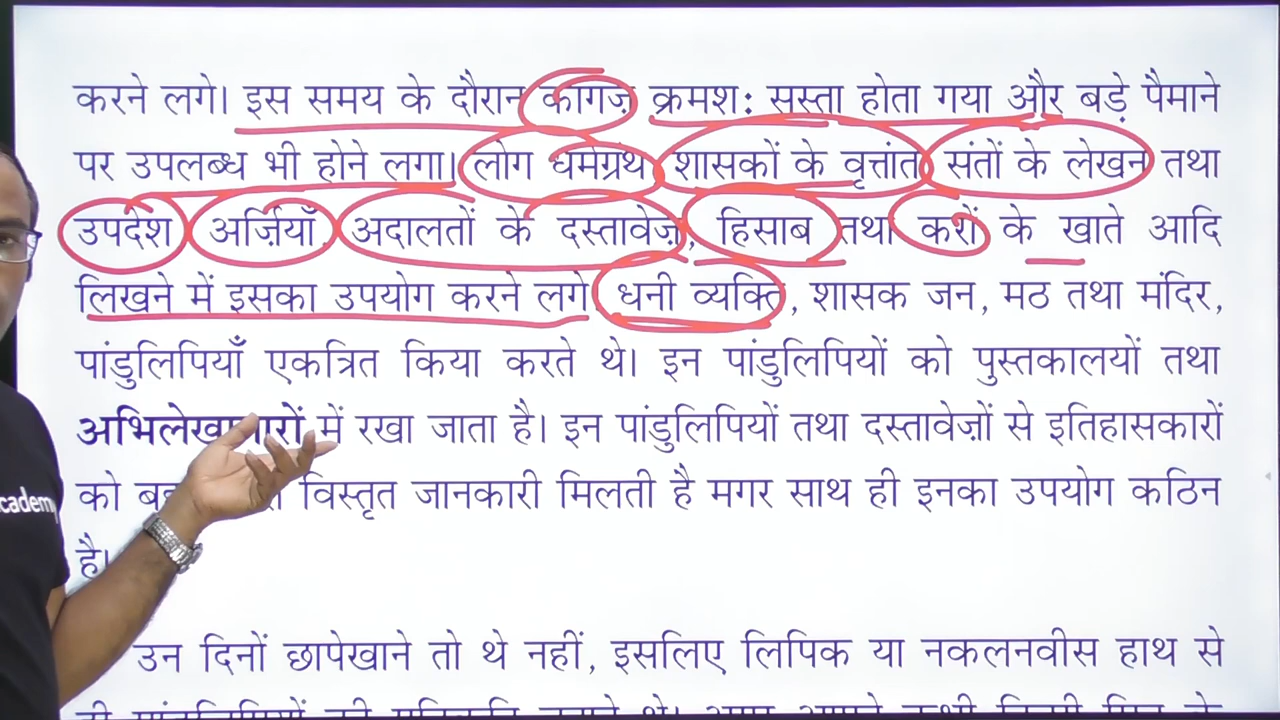 करने लगे। इस समय के दौरान कागज़ क्रमशः सस्ता होता गया और बड़े पैमाने
पर उपलब्ध भी होने लगा। लोग धर्मग्रंथ शासकों के वृत्तांत संतों के लेखन तथा
उपदेश अर्ज़ियाँ अदालतों के दस्तावेज़, हिसाब तथा करों के खाते आदि
लिखने में इसका उपयोग करने लगे धनी व्यक्ति, शासक जन, मठ तथा मंदिर,
पांडुलिपियाँ एकत्रित किया करते थे। इन पांडुलिपियों को पुस्तकालयों तथा
अभिलेखागारों में रखा जाता है। इन पांडुलिपियों तथा दस्तावेज़ों से इतिहासकारों
को विस्तृत जानकारी मिलती है मगर साथ ही इनका उपयोग कठिन
है।
उन दिनों छापेखाने तो थे नहीं, इसलिए लिपिक या नकलनवीस हाथ से
cademy